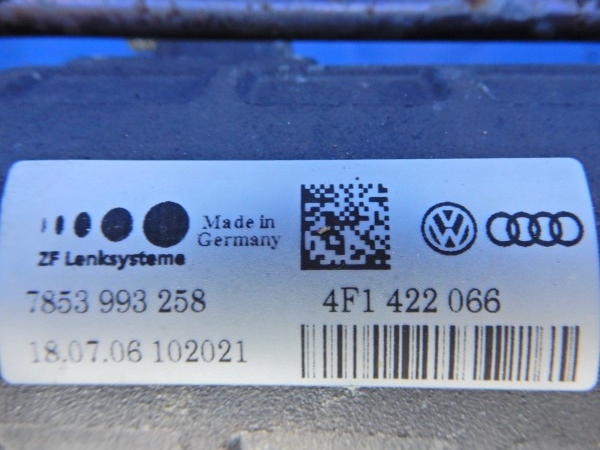 Made in
Germany
ZF Lenksysteme
7853 993 258
4F1 422 066
18.07.06 102021